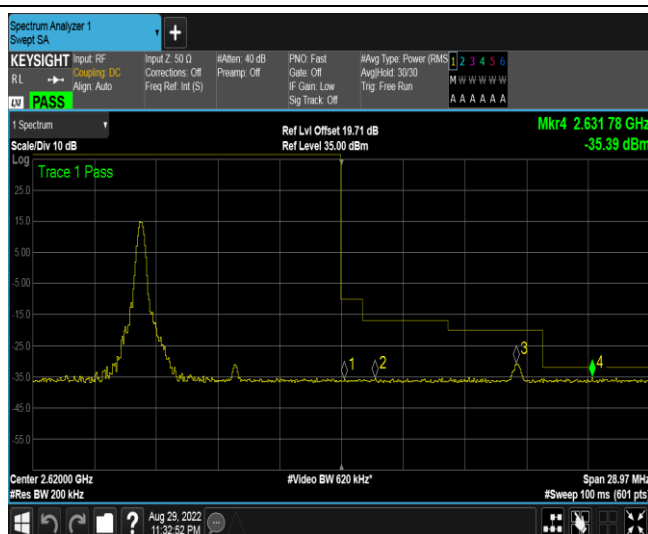 Spectrum Analyzer 1
Swept SA
+
KEYSIGHT Input: RF Input Z: 50 Ω #Atten: 40 dB PNO: Fast #Avg Type: Power (RMS 1 2 3 4 5 6
RL Coupling: DC Corrections: Off Preamp: Off Gate: Off Avg|Hold: 30/30 M W W W W W
Align: Auto Freq Ref: Int (S) IF Gain: Low Trig: Free Run
Sig Track: Off
LXI PASS A A A A A A
1 Spectrum Ref Lvl Offset 19.71 dB Mkr4 2.631 78 GHz
Scale/Div 10 dB Ref Level 35.00 dBm -35.39 dBm
Log
Trace 1 Pass
25.0
15.0
5.00
-5.00
-15.0
-25.0
3
1 2 4
-35.0
-45.0
-55.0
Center 2.62000 GHz #Video BW 620 kHz* Span 28.97 MHz
#Res BW 200 kHz #Sweep 100 ms (601 pts)
? Aug 29, 2022
11:32:52 PM